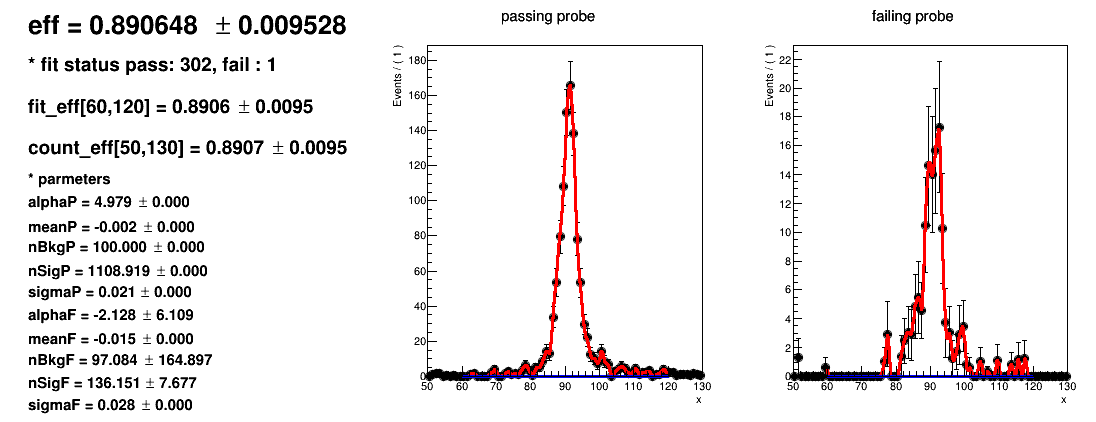 eff = 0.890648 ± 0.009528
* fit status pass: 302, fail : 1
fit_eff[60,120] = 0.8906 ± 0.0095
count_eff[50,130] = 0.8907 ± 0.0095
* parmeters
alphaP = 4.979 ± 0.000
meanP = -0.002 ± 0.000
nBkgP = 100.000 ± 0.000
nSigP = 1108.919 ± 0.000
sigmaP = 0.021 ± 0.000
alphaF = -2.128 ± 6.109
meanF = -0.015 ± 0.000
nBkgF = 97.084 ± 164.897
nSigF = 136.151 ± 7.677
sigmaF = 0.028 ± 0.000
passing probe
Events / ( 1 )
180
160
140
120
100
80
60
40
20
0
50 60 70 80 90 100 110 120 130
x
failing probe
Events / ( 1 )
22
20
18
16
14
12
10
8
6
4
2
0
50 60 70 80 90 100 110 120 130
x